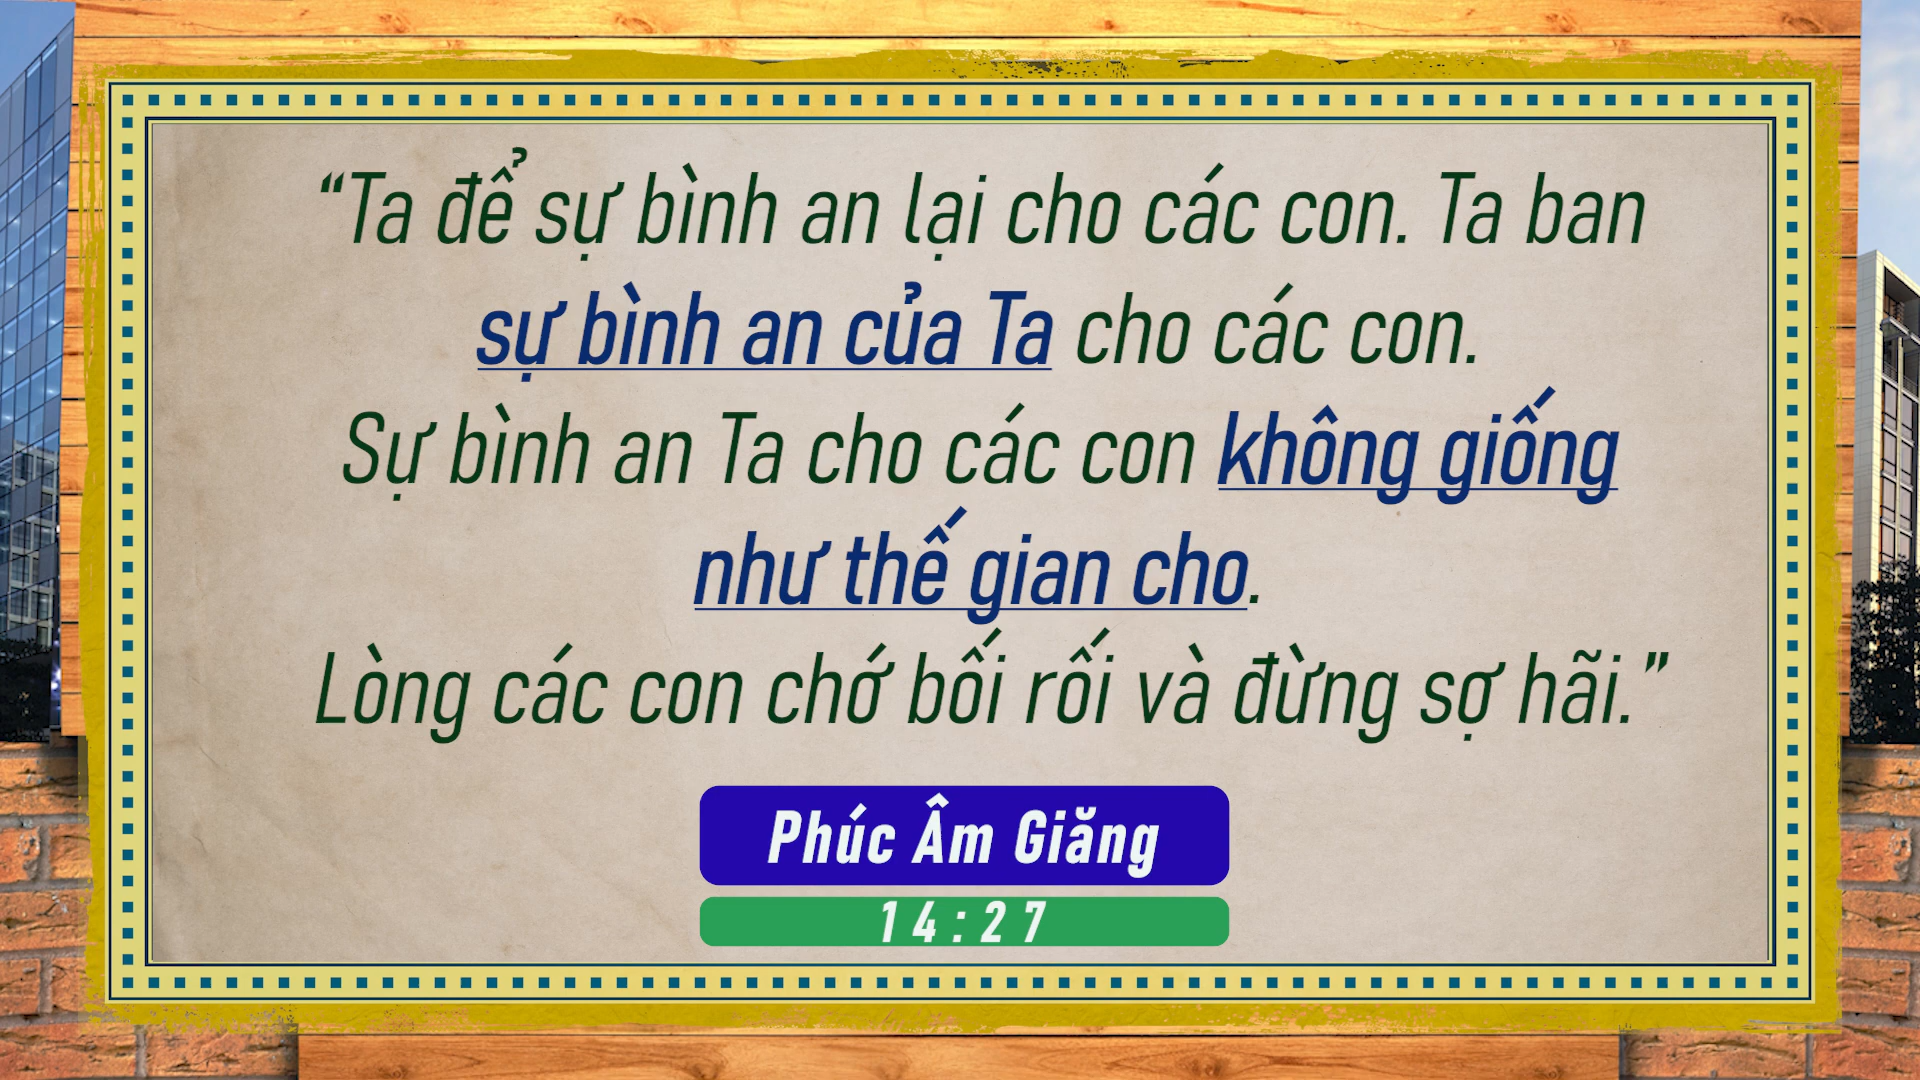 “Ta để sự bình an lại cho các con. Ta ban
sự bình an của Ta cho các con.
Sự bình an Ta cho các con không giống
như thế gian cho.
Lòng các con chớ bối rối và đừng sợ hãi.”
Phúc Âm Giăng
14:27